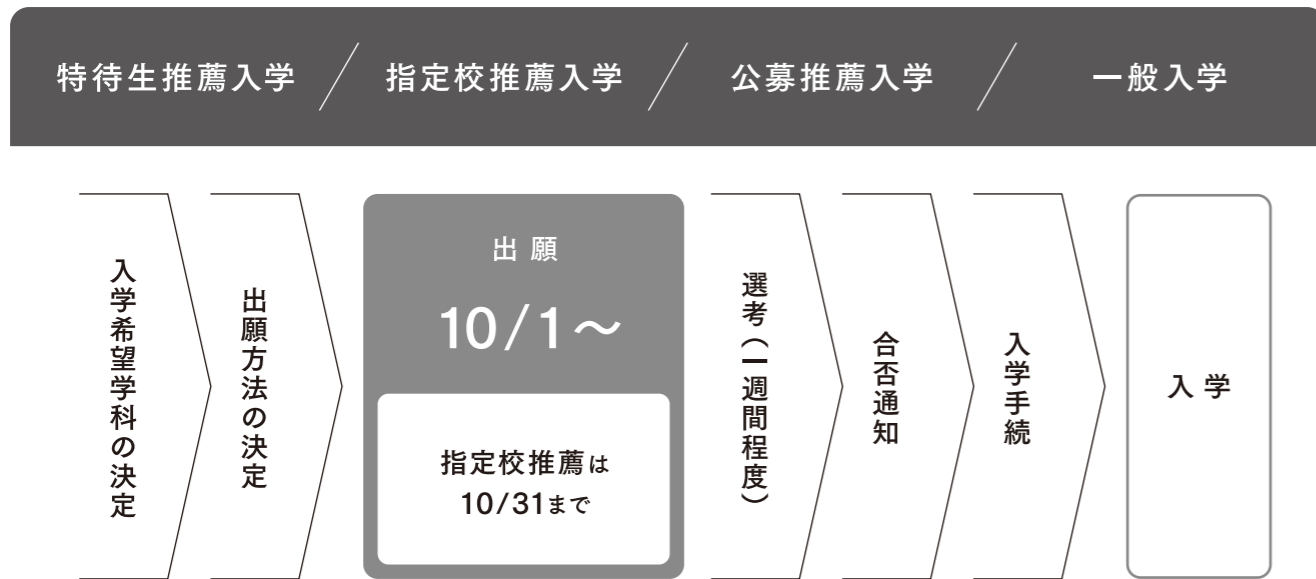 特待生推薦入学
指定校推薦入学
公募推薦入学
一般入学
入学希望学科の決定
出願方法の決定
出願
10/1～
指定校推薦は
10/31まで
選考（一週間程度）
合否通知
入学手続
入学